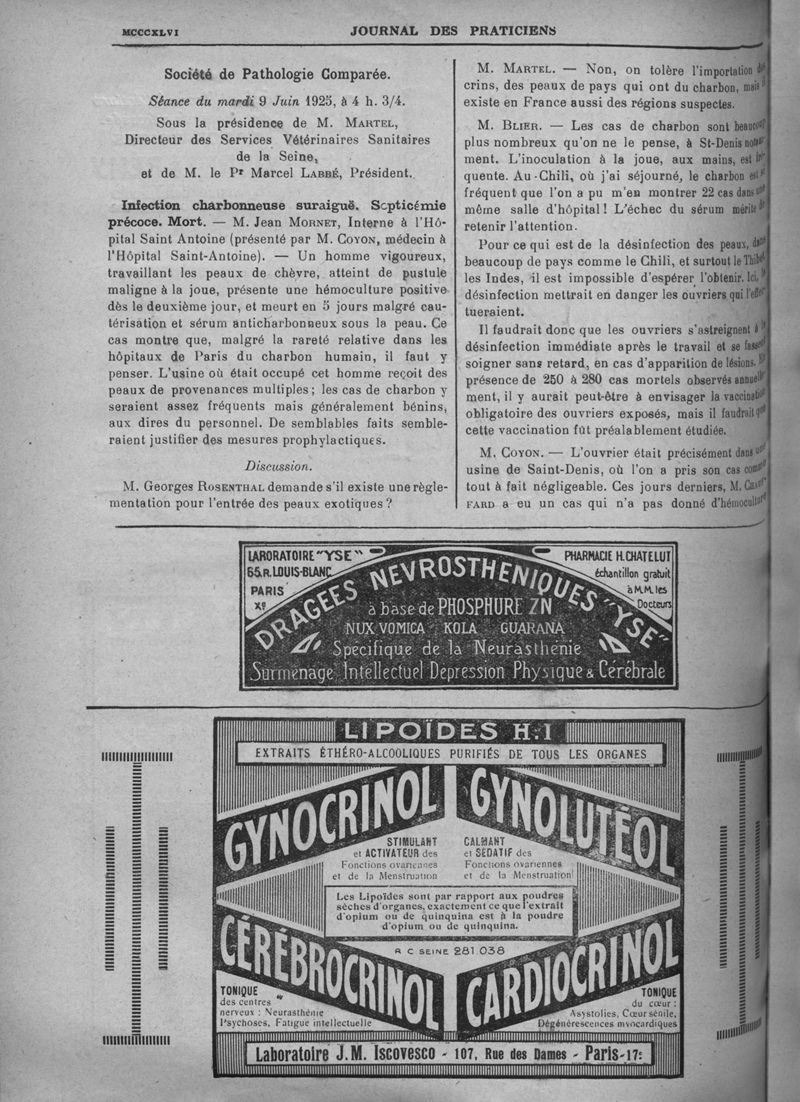 MCCCXLVI
JOURNAL DES PRATICIENS
Société de Pathologie Comparée.
Séance du mardi 9 Juin 1925, à 4 h. 3/4.
Sous la présidence de M. MARTEL,
Directeur des Services Vétérinaires Sanitaires
de la Seine,
et de M. le Pr Marcel LABBÉ, Président.
Infection charbonneuse suraiguë. Septicémie
précoce. Mort. — M. Jean MORNET, Interne à l'Hô-
pital Saint Antoine (présenté par M. COYON, médecin à
l'Hôpital Saint-Antoine). — Un homme vigoureux,
travaillant les peaux de chèvre, atteint de pustule
maligne à la joue, présente une hémoculture positive
dès le deuxième jour, et meurt en 5 jours malgré cau-
térisation et sérum anticharbonneux sous la peau. Ce
cas montre que, malgré la rareté relative dans les
hôpitaux de Paris du charbon humain, il faut y
penser. L'usine où était occupé cet homme reçoit des
peaux de provenances multiples; les cas de charbon y
seraient assez fréquents mais généralement bénins,
aux dires du personnel. De semblables faits semble-
raient justifier des mesures prophylactiques.
Discussion.
M. Georges ROSENTHAL demande s'il existe une règle-
mentation pour l'entrée des peaux exotiques?
M. MARTEL. — Non, on tolère l'importation
crins, des peaux de pays qui ont du charbon, mais
existe en France aussi des régions suspectes.
M. BLIER. — Les cas de charbon sont beaucoup
plus nombreux qu'on ne le pense, à St-Denis
ment. L'inoculation à la joue, aux mains, est
quente. Au-Chili, où j'ai séjourné, le charbon est
fréquent que l'on a pu m'en montrer 22 cas dans une
même salle d'hôpital! L'échec du sérum mérite de
retenir l'attention.
Pour ce qui est de la désinfection des peaux, dans
beaucoup de pays comme le Chili, et surtout le Thibet,
les Indes, il est impossible d'espérer l'obtenir. Ici,
désinfection mettrait en danger les ouvriers qui l'effec-
tueraient.
Il faudrait donc que les ouvriers s'astreignent à
désinfection immédiate après le travail et se fassent
soigner sans retard, en cas d'apparition de lésions.
présence de 250 à 280 cas mortels observés annuelle-
ment, il y aurait peut-être à envisager la vaccination
obligatoire des ouvriers exposés, mais il faudrait que
cette vaccination fût préalablement étudiée.
M. COYON. — L'ouvrier était précisément dans une
usine de Saint-Denis, où l'on a pris son cas comme
tout à fait négligeable. Ces jours derniers, M.
FARD a eu un cas qui n'a pas donné d'hémoculture
LABORATOIRE "YSE"
65.R.LOUIS-BLANC
PARIS
Xe
PHARMACIE H.CHATELUT
échantillon gratuit
à M.M. les
Docteurs
DRAGÉES NÉVROSTHÉNIQUES "YSE"
à base de PHOSPHURE ZN
NUX VOMICA KOLA GUARANA
Spécifique de la Neurasthénie
Surmenage Intellectuel Depression Physique & Cérébrale
LIPOÏDES H.I
EXTRAITS ÉTHÉRO-ALCOOLIQUES PURIFIÉS DE TOUS LES ORGANES
GYNOCRINOL
GYNOLUTÉOL
STIMULANT
et ACTIVATEUR des
Fonctions ovariennes
et de la Menstruation
CALMANT
et SÉDATIF des
Fonctions ovariennes
et de la Menstruation
Les Lipoïdes sont par rapport aux poudres
sèches d'organes, exactement ce que l'extrait
d'opium ou de quinquina est à la poudre
d'opium ou de quinquina.
R C SEINE 281.038
CÉRÉBROCRINOL
CARDIOCRINOL
TONIQUE
des centres
nerveux : Neurasthénie
Psychoses, Fatigue intellectuelle
TONIQUE
du cœur :
Asystolies, Cœur sénile,
Dégénérescences myocardiques
Laboratoire J.M. Iscovesco - 107, Rue des Dames - Paris-17e